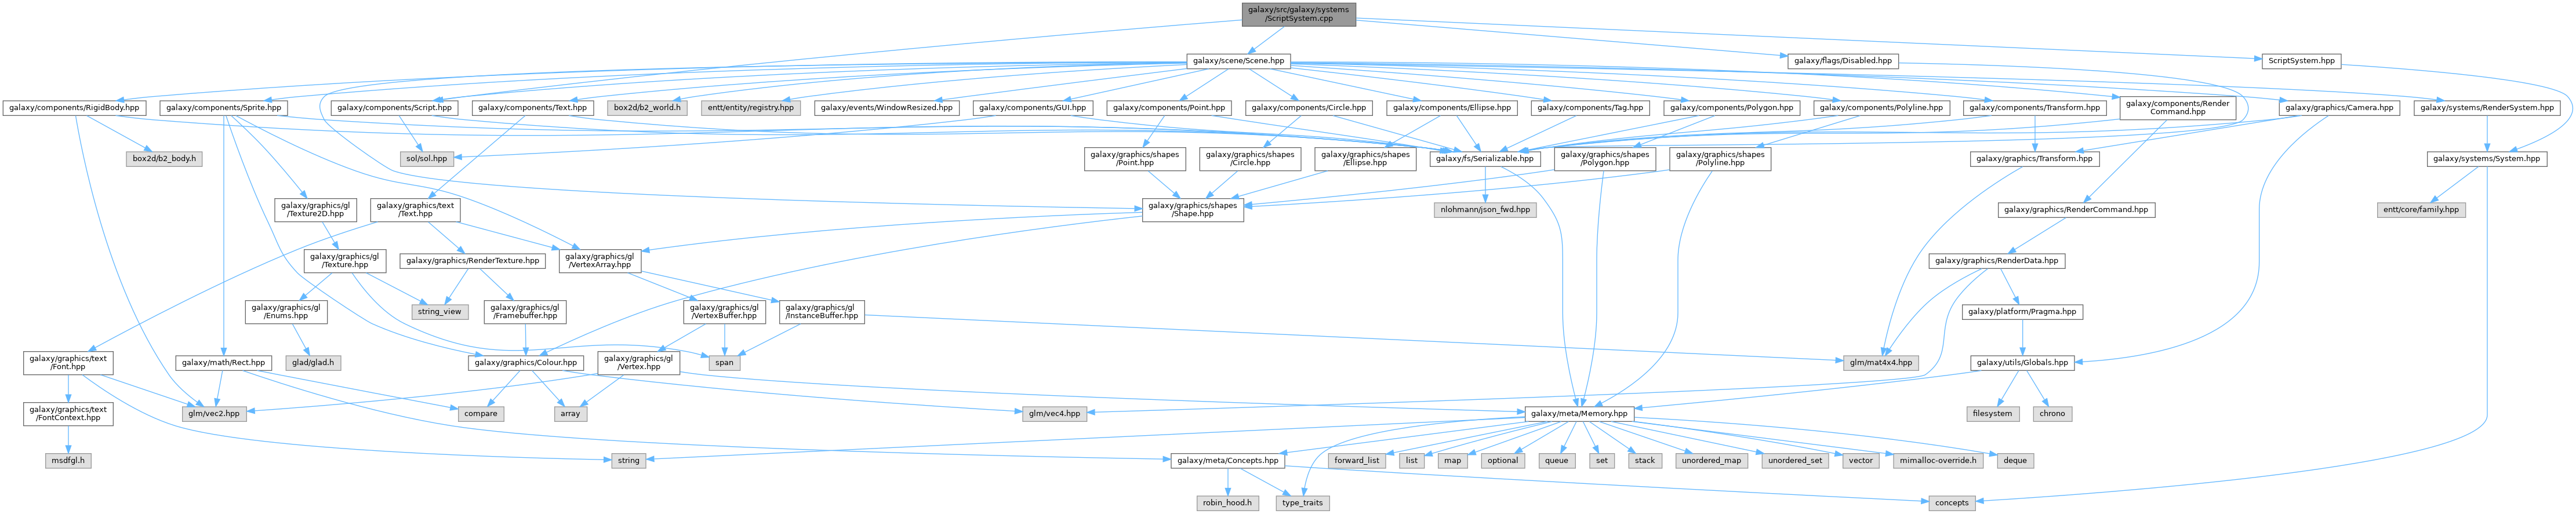 galaxy/src/galaxy/systems
/ScriptSystem.cpp
galaxy/scene/Scene.hpp
galaxy/flags/Disabled.hpp
ScriptSystem.hpp
galaxy/components/RigidBody.hpp
galaxy/components/Sprite.hpp
galaxy/components/Script.hpp
galaxy/components/Text.hpp
box2d/b2_world.h
entt/entity/registry.hpp
galaxy/events/WindowResized.hpp
galaxy/components/GUI.hpp
galaxy/components/Point.hpp
galaxy/components/Circle.hpp
galaxy/components/Ellipse.hpp
galaxy/components/Tag.hpp
galaxy/components/Polygon.hpp
galaxy/components/Polyline.hpp
galaxy/components/Transform.hpp
galaxy/components/Render
Command.hpp
galaxy/graphics/Camera.hpp
galaxy/systems/RenderSystem.hpp
box2d/b2_body.h
sol/sol.hpp
galaxy/graphics/shapes
/Point.hpp
galaxy/graphics/shapes
/Circle.hpp
galaxy/graphics/shapes
/Ellipse.hpp
galaxy/fs/Serializable.hpp
galaxy/graphics/shapes
/Polygon.hpp
galaxy/graphics/shapes
/Polyline.hpp
galaxy/graphics/Transform.hpp
galaxy/systems/System.hpp
galaxy/graphics/gl
/Texture2D.hpp
galaxy/graphics/text
/Text.hpp
galaxy/graphics/shapes
/Shape.hpp
nlohmann/json_fwd.hpp
galaxy/graphics/RenderCommand.hpp
entt/core/family.hpp
galaxy/graphics/gl
/Texture.hpp
galaxy/graphics/RenderTexture.hpp
galaxy/graphics/gl
/VertexArray.hpp
galaxy/graphics/RenderData.hpp
galaxy/graphics/gl
/Enums.hpp
string_view
galaxy/graphics/gl
/Framebuffer.hpp
galaxy/graphics/gl
/VertexBuffer.hpp
galaxy/graphics/gl
/InstanceBuffer.hpp
galaxy/platform/Pragma.hpp
galaxy/graphics/text
/Font.hpp
galaxy/math/Rect.hpp
glad/glad.h
galaxy/graphics/Colour.hpp
galaxy/graphics/gl
/Vertex.hpp
span
glm/mat4x4.hpp
galaxy/utils/Globals.hpp
galaxy/graphics/text
/FontContext.hpp
glm/vec2.hpp
compare
array
glm/vec4.hpp
galaxy/meta/Memory.hpp
filesystem
chrono
msdfgl.h
string
galaxy/meta/Concepts.hpp
forward_list
list
map
optional
queue
set
stack
unordered_map
unordered_set
vector
mimalloc-override.h
deque
robin_hood.h
type_traits
concepts